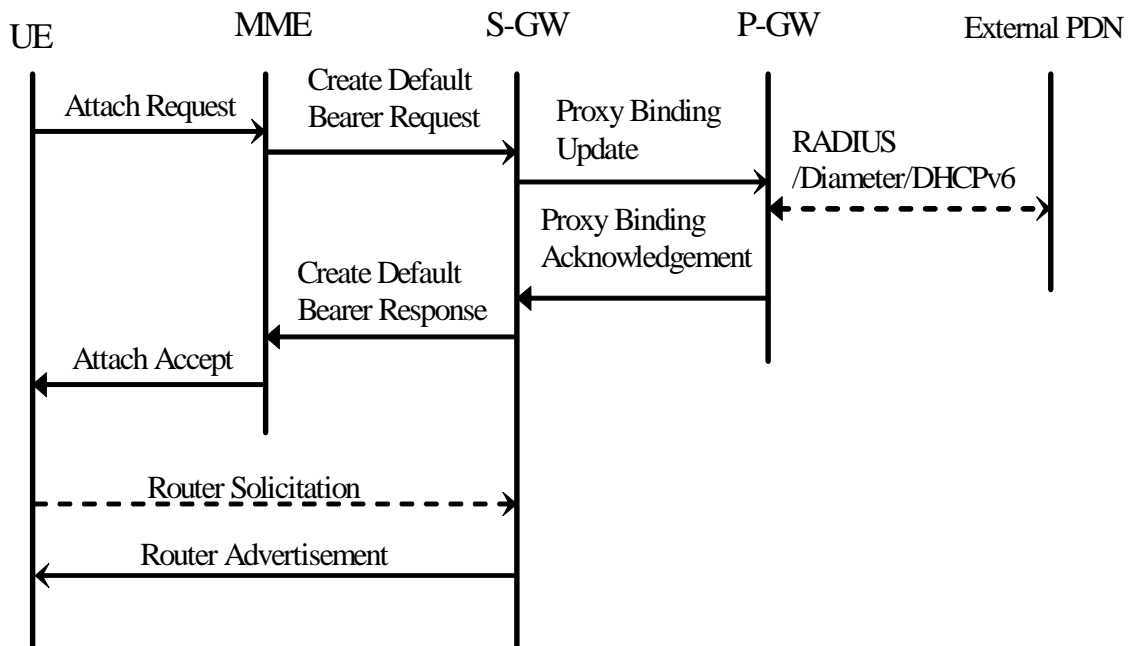 UE
MME
S-GW
P-GW
External PDN
Attach Request
Create Default
Bearer Request
Proxy Binding
Update
RADIUS
/Diameter/DHCPv6
Proxy Binding
Acknowledgement
Create Default
Bearer Response
Attach Accept
Router Solicitation
Router Advertisement